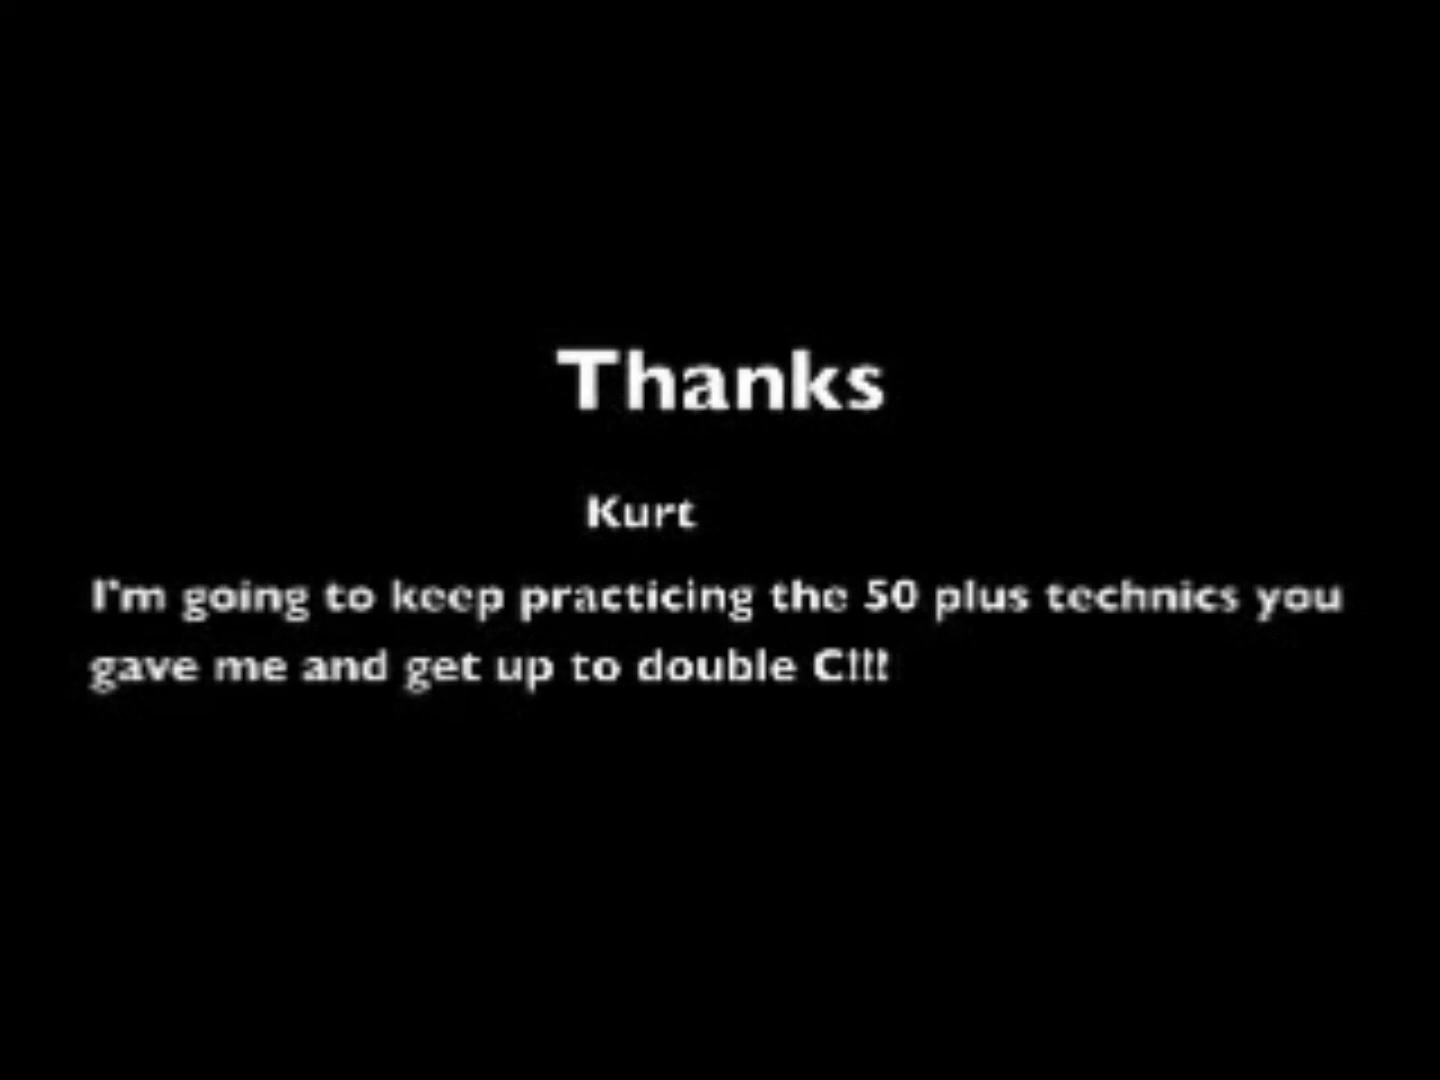 Thanks
Kurt
I'm going to keep practicing the 50 plus technics you
gave me and get up to double C!!!